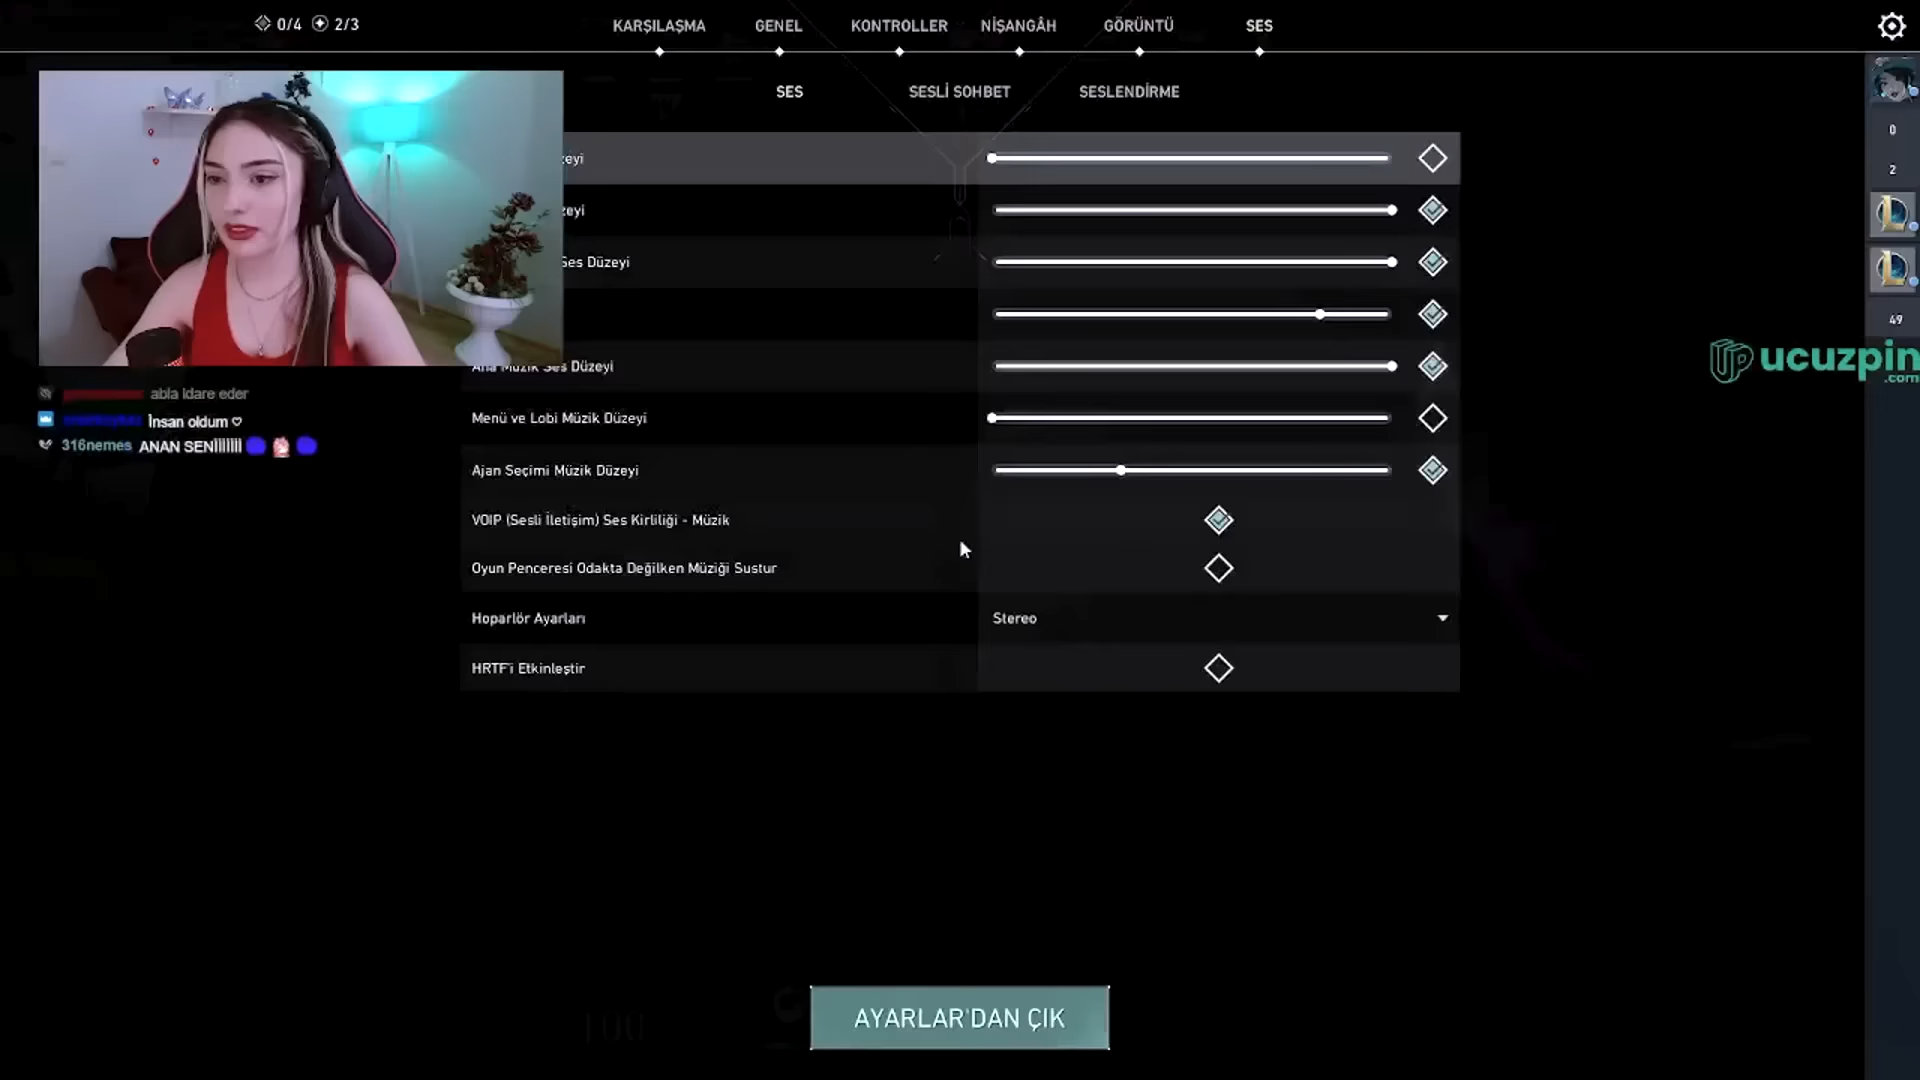 0/4 2/3
KARŞILAŞMA GENEL KONTROLLER NİŞANGÂH GÖRÜNTÜ SES
SES SESLİ SOHBET SESLENDİRME
zeyi
zeyi
Ses Düzeyi
Ana Müzik Ses Düzeyi
Menü ve Lobi Müzik Düzeyi
Ajan Seçimi Müzik Düzeyi
VOIP (Sesli İletişim) Ses Kirliliği - Müzik
Oyun Penceresi Odakta Değilken Müziği Sustur
Hoparlör Ayarları Stereo
HRTF'i Etkinleştir
AYARLAR'DAN ÇIK
abla idare eder
İnsan oldum
316nemes ANAN SENİİİİİİİ
0
2
49
ucuzpin
.com